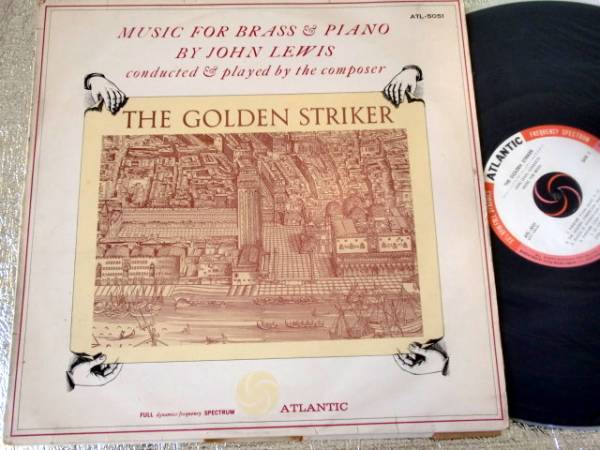 ATL-5051
MUSIC FOR BRASS & PIANO
BY JOHN LEWIS
conducted & played by the composer
THE GOLDEN STRIKER
FULL dynamics-frequency SPECTRUM
ATLANTIC
ATLANTIC
FREQUENCY SPECTRUM
THE GOLDEN STRIKER